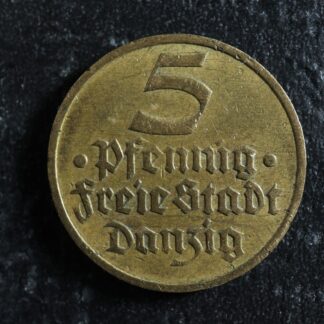 5
· Pfennig ·
Freie Stadt
Danzig